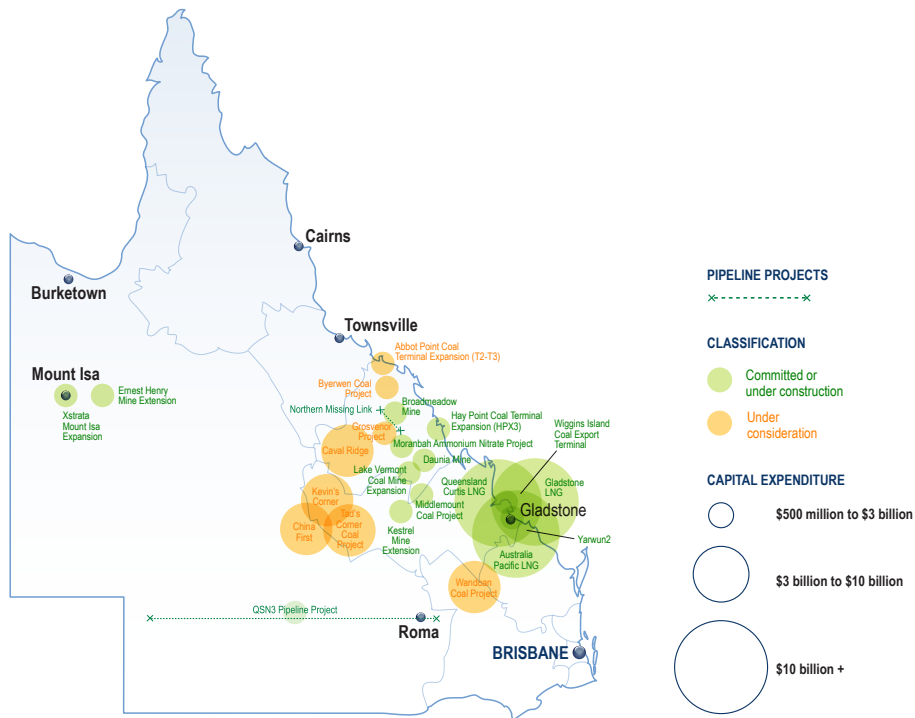 Cairns
Burketown
Townsville
Abbot Point Coal
Terminal Expansion (T2-T3)
Mount Isa
Byerwen Coal
Project
Ernest Henry
Mine Extension
Xstrata
Mount Isa
Expansion
Northern Missing Link
Broadmeadow
Mine
Hay Point Coal Terminal
Expansion (HPX3)
Grosvenor
Project
Moranbah Ammonium Nitrate Project
Wiggins Island
Coal Export
Terminal
Caval Ridge
Daunia Mine
Lake Vermont
Coal Mine
Expansion
Queensland
Curtis LNG
Gladstone
LNG
Kevin's
Corner
Middlemount
Coal Project
Gladstone
China
First
Tad's
Corner
Coal
Project
Kestrel
Mine
Extension
Yarwun2
Australia
Pacific LNG
Wandoan
Coal Project
QSN3 Pipeline Project
Roma
BRISBANE
PIPELINE PROJECTS
CLASSIFICATION
Committed or
under construction
Under
consideration
CAPITAL EXPENDITURE
$500 million to $3 billion
$3 billion to $10 billion
$10 billion +